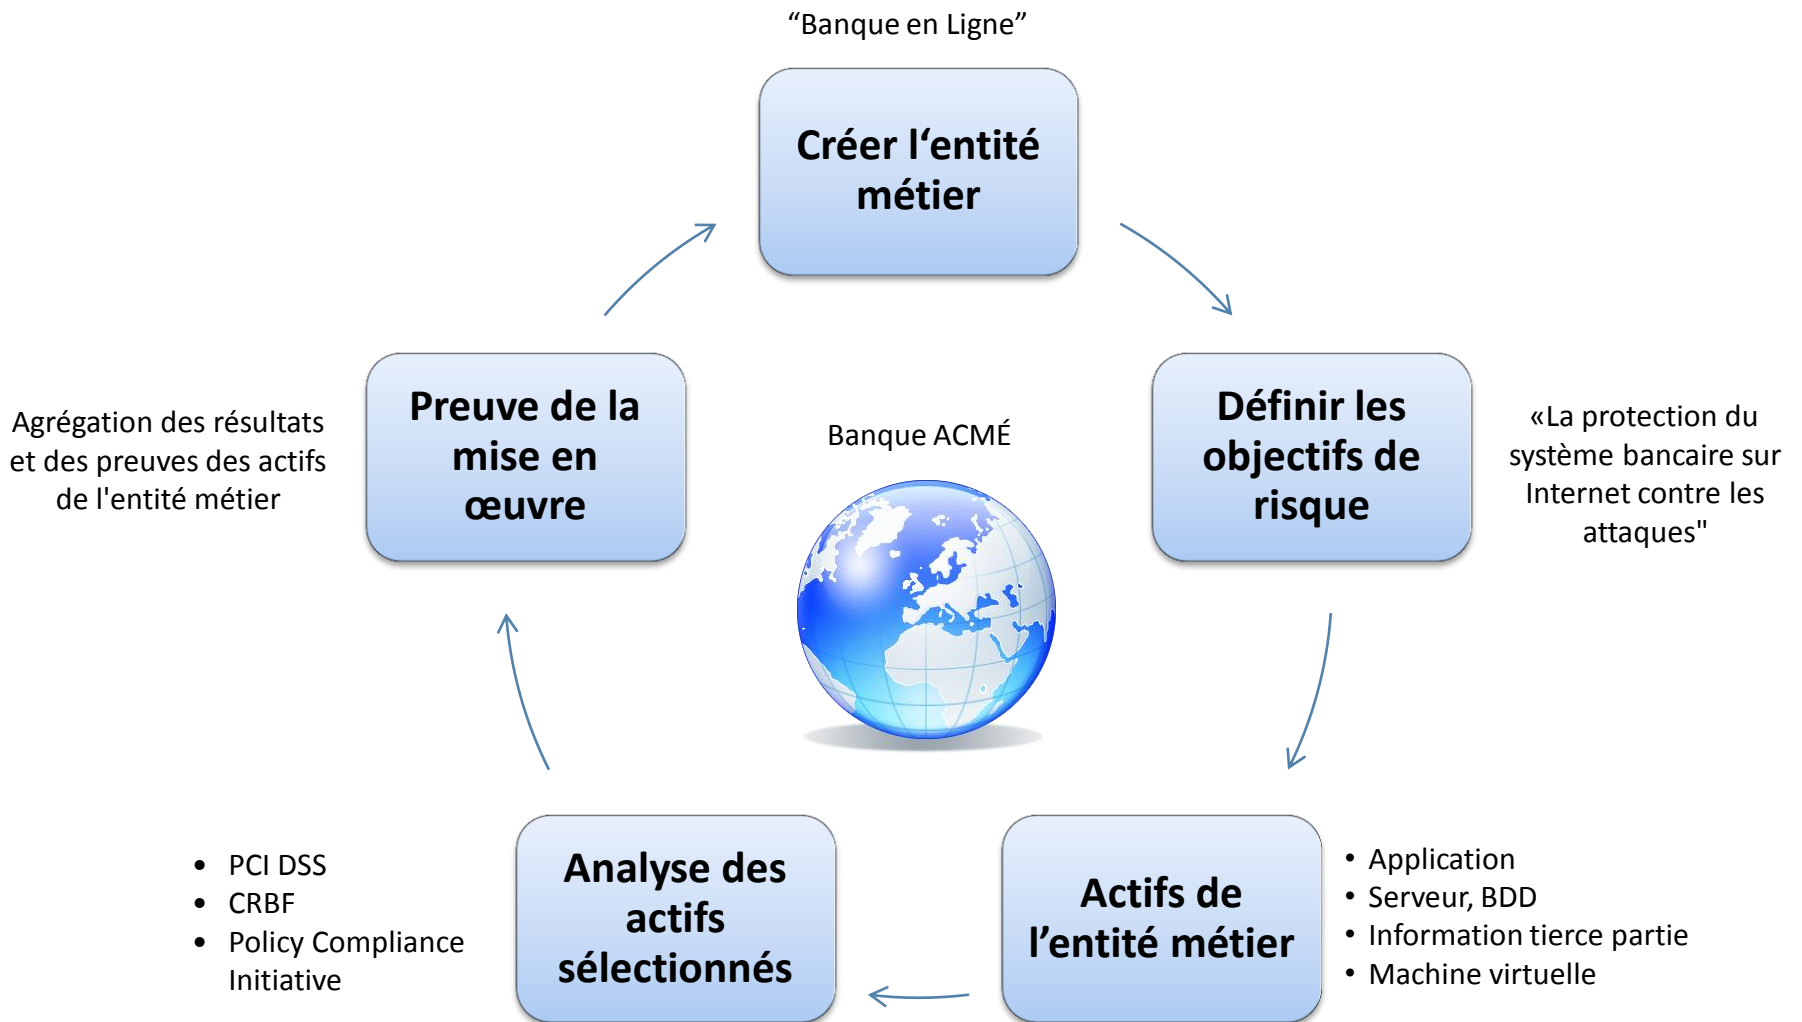 “Banque en Ligne”
Créer l‘entité
métier
Preuve de la
mise en
œuvre
Agrégation des résultats
et des preuves des actifs
de l'entité métier
Banque ACMÉ
Définir les
objectifs de
risque
«La protection du
système bancaire sur
Internet contre les
attaques"
• PCI DSS
• CRBF
• Policy Compliance
Initiative
Analyse des
actifs
sélectionnés
Actifs de
l’entité métier
• Application
• Serveur, BDD
• Information tierce partie
• Machine virtuelle